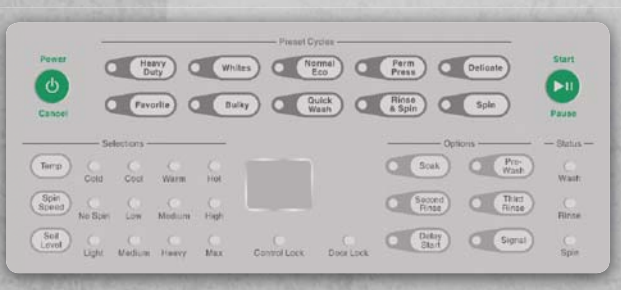 Preset Cycles
Power
Cancel
Heavy
Duty
Whites
Normal
Eco
Perm
Press
Delicate
Start
Pause
Favorite
Bulky
Quick
Wash
Rinse
& Spin
Spin
Selections
Options
Status
Temp
Cold
Cool
Warm
Hot
Soak
Pre-
Wash
Wash
Spin
Speed
No Spin
Low
Medium
High
Second
Rinse
Third
Rinse
Rinse
Soil
Level
Light
Medium
Heavy
Max
Control Lock
Door Lock
Delay
Start
Signal
Spin